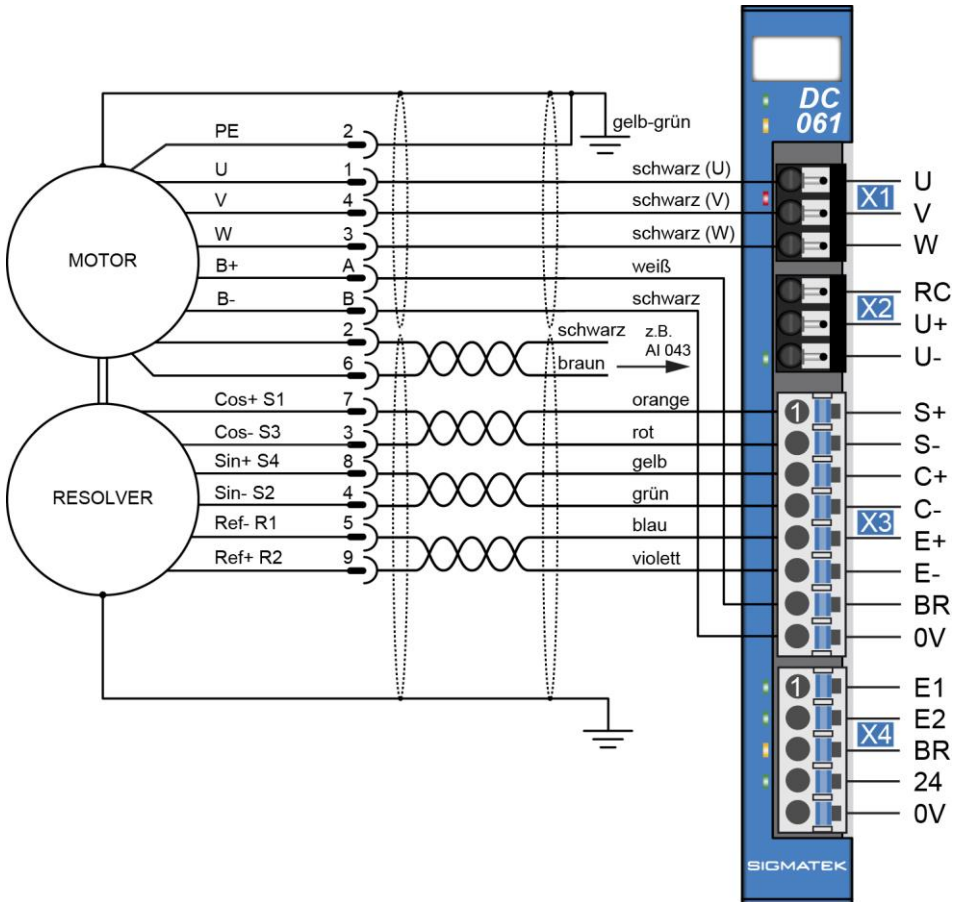 DC
061
gelb-grün
PE 2
U 1 schwarz (U) U
V 4 schwarz (V) X1 V
W 3 schwarz (W) W
MOTOR
B+ A weiß RC
B- B schwarz X2 U+
2 schwarz z.B. U-
6 braun AI 043
Cos+ S1 7 orange 1 S+
Cos- S3 3 rot S-
Sin+ S4 8 gelb C+
RESOLVER
Sin- S2 4 grün C-
Ref- R1 5 blau X3 E+
Ref+ R2 9 violett E-
BR
0V
1 E1
E2
X4 BR
24
0V
SIGMATEK